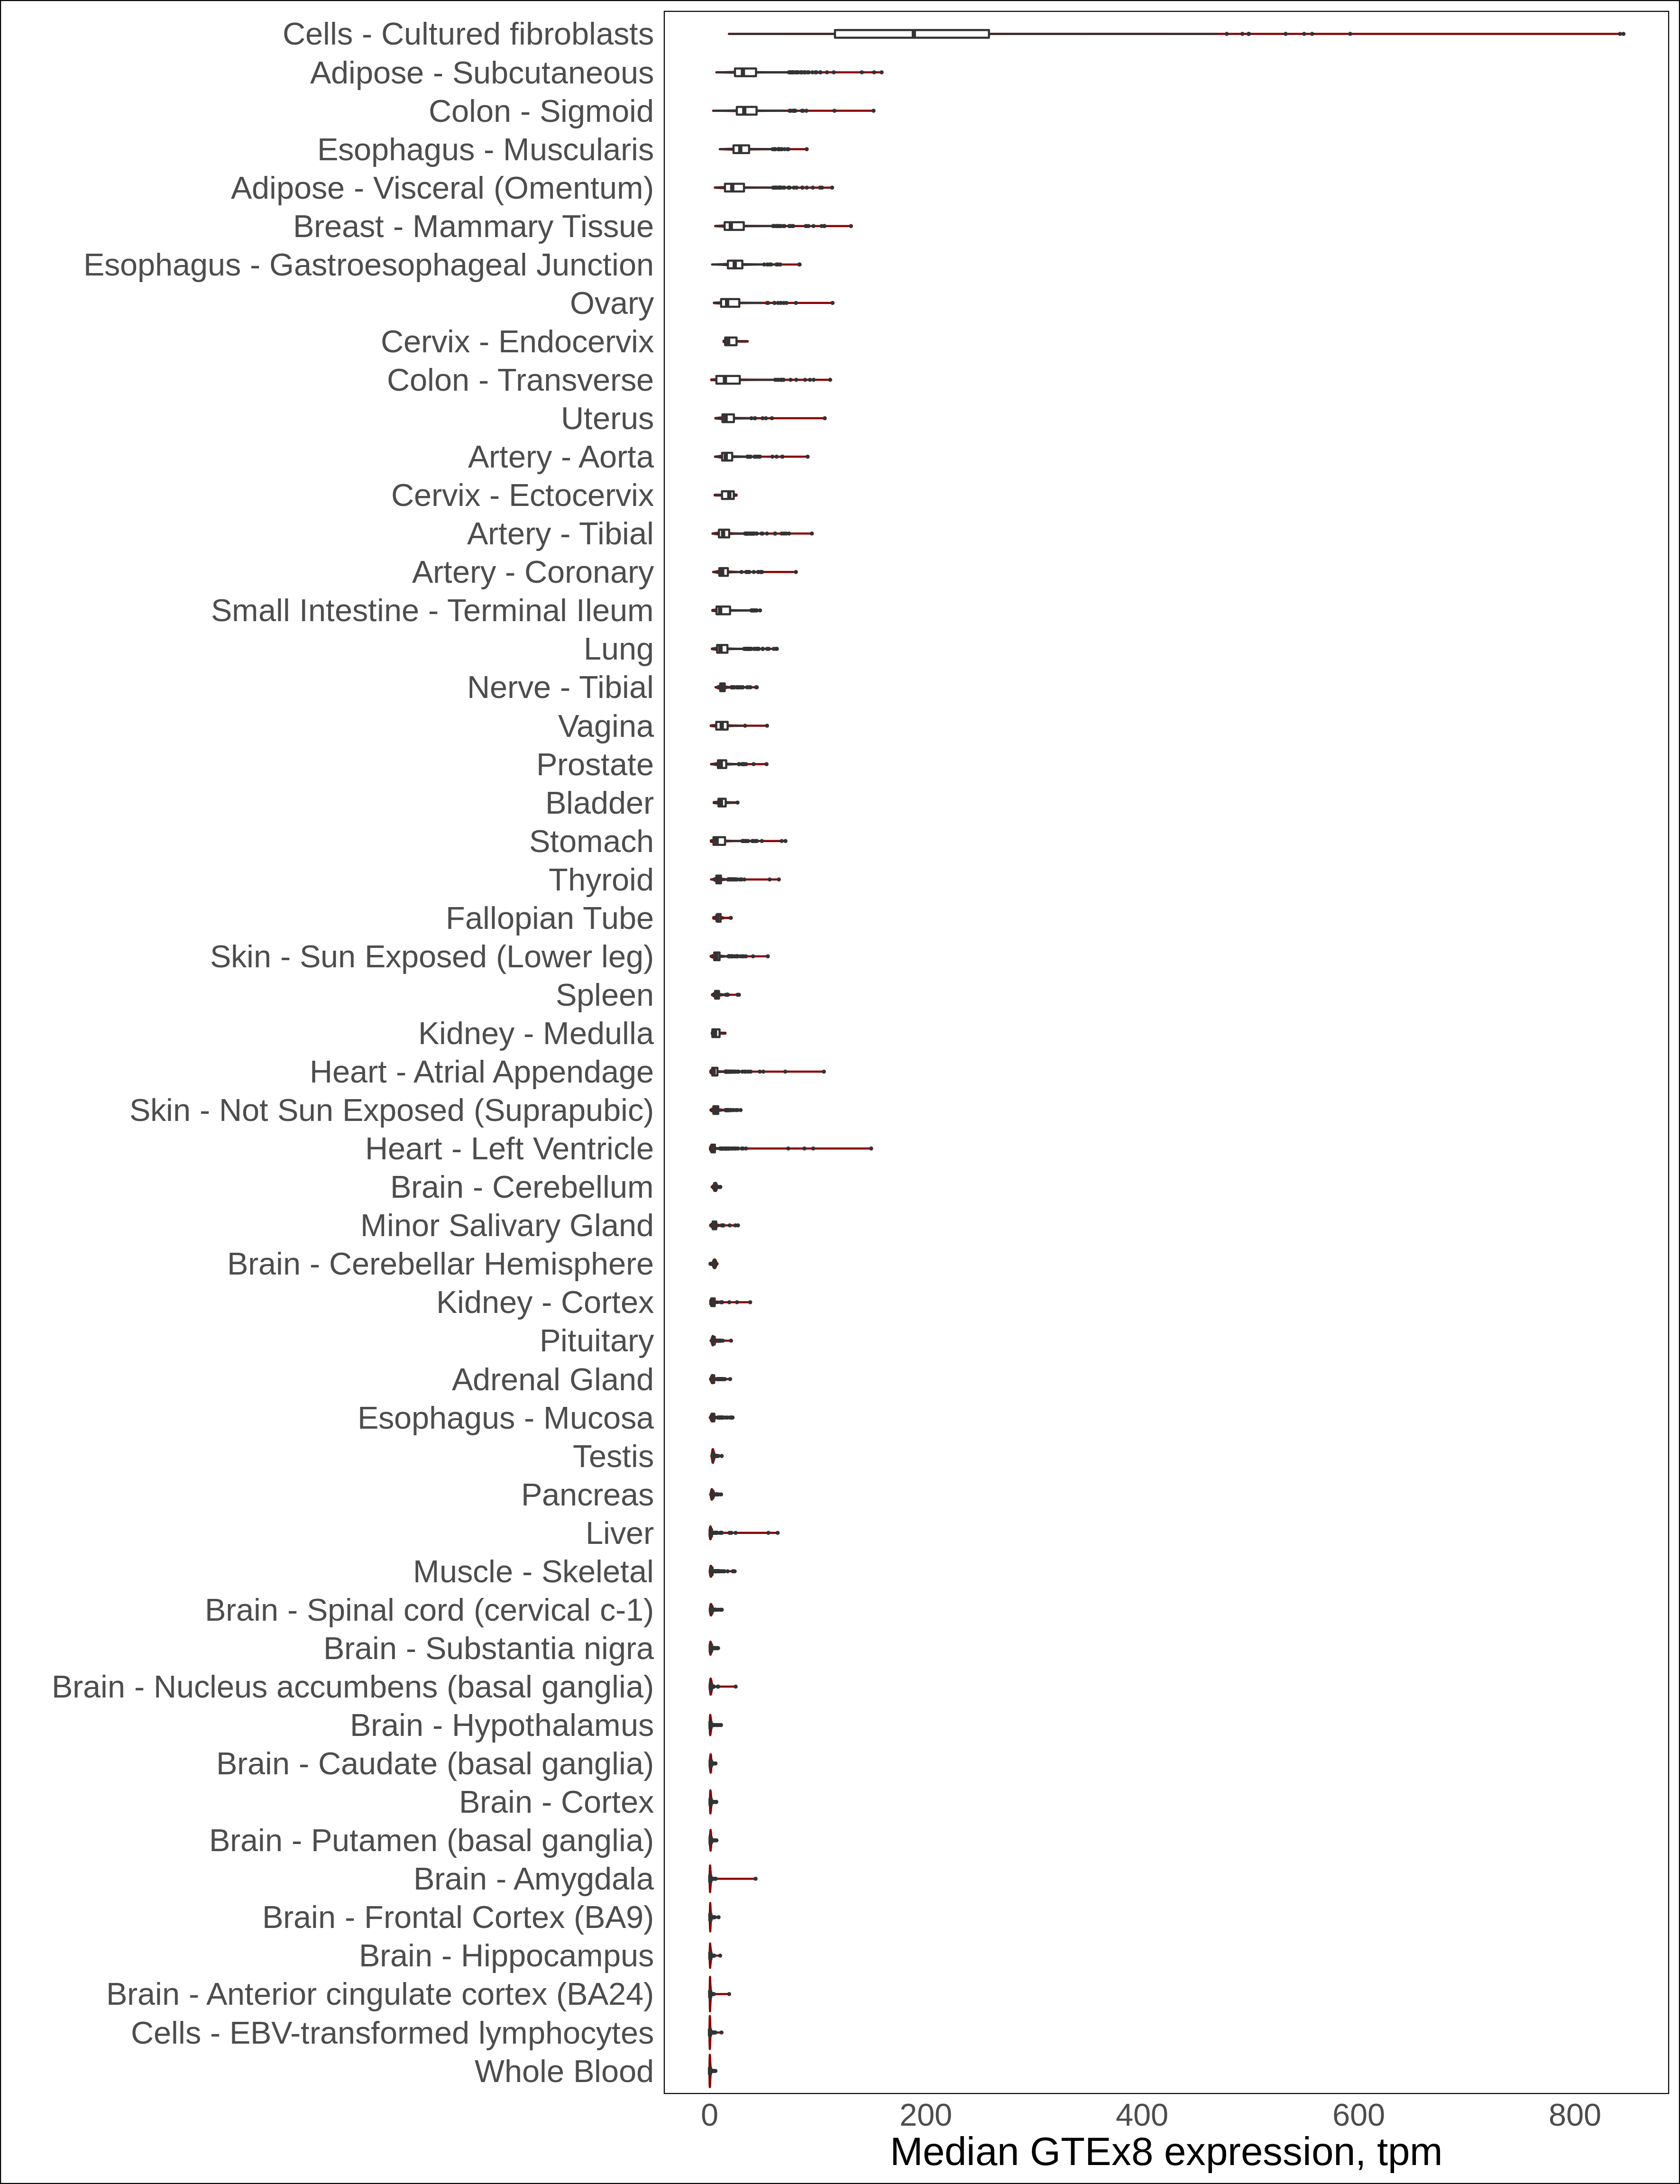 Cells - Cultured fibroblasts
Adipose - Subcutaneous
Colon - Sigmoid
Esophagus - Muscularis
Adipose - Visceral (Omentum)
Breast - Mammary Tissue
Esophagus - Gastroesophageal Junction
Ovary
Cervix - Endocervix
Colon - Transverse
Uterus
Artery - Aorta
Cervix - Ectocervix
Artery - Tibial
Artery - Coronary
Small Intestine - Terminal Ileum
Lung
Nerve - Tibial
Vagina
Prostate
Bladder
Stomach
Thyroid
Fallopian Tube
Skin - Sun Exposed (Lower leg)
Spleen
Kidney - Medulla
Heart - Atrial Appendage
Skin - Not Sun Exposed (Suprapubic)
Heart - Left Ventricle
Brain - Cerebellum
Minor Salivary Gland
Brain - Cerebellar Hemisphere
Kidney - Cortex
Pituitary
Adrenal Gland
Esophagus - Mucosa
Testis
Pancreas
Liver
Muscle - Skeletal
Brain - Spinal cord (cervical c-1)
Brain - Substantia nigra
Brain - Nucleus accumbens (basal ganglia)
Brain - Hypothalamus
Brain - Caudate (basal ganglia)
Brain - Cortex
Brain - Putamen (basal ganglia)
Brain - Amygdala
Brain - Frontal Cortex (BA9)
Brain - Hippocampus
Brain - Anterior cingulate cortex (BA24)
Cells - EBV-transformed lymphocytes
Whole Blood
0 200 400 600 800
Median GTEx8 expression, tpm